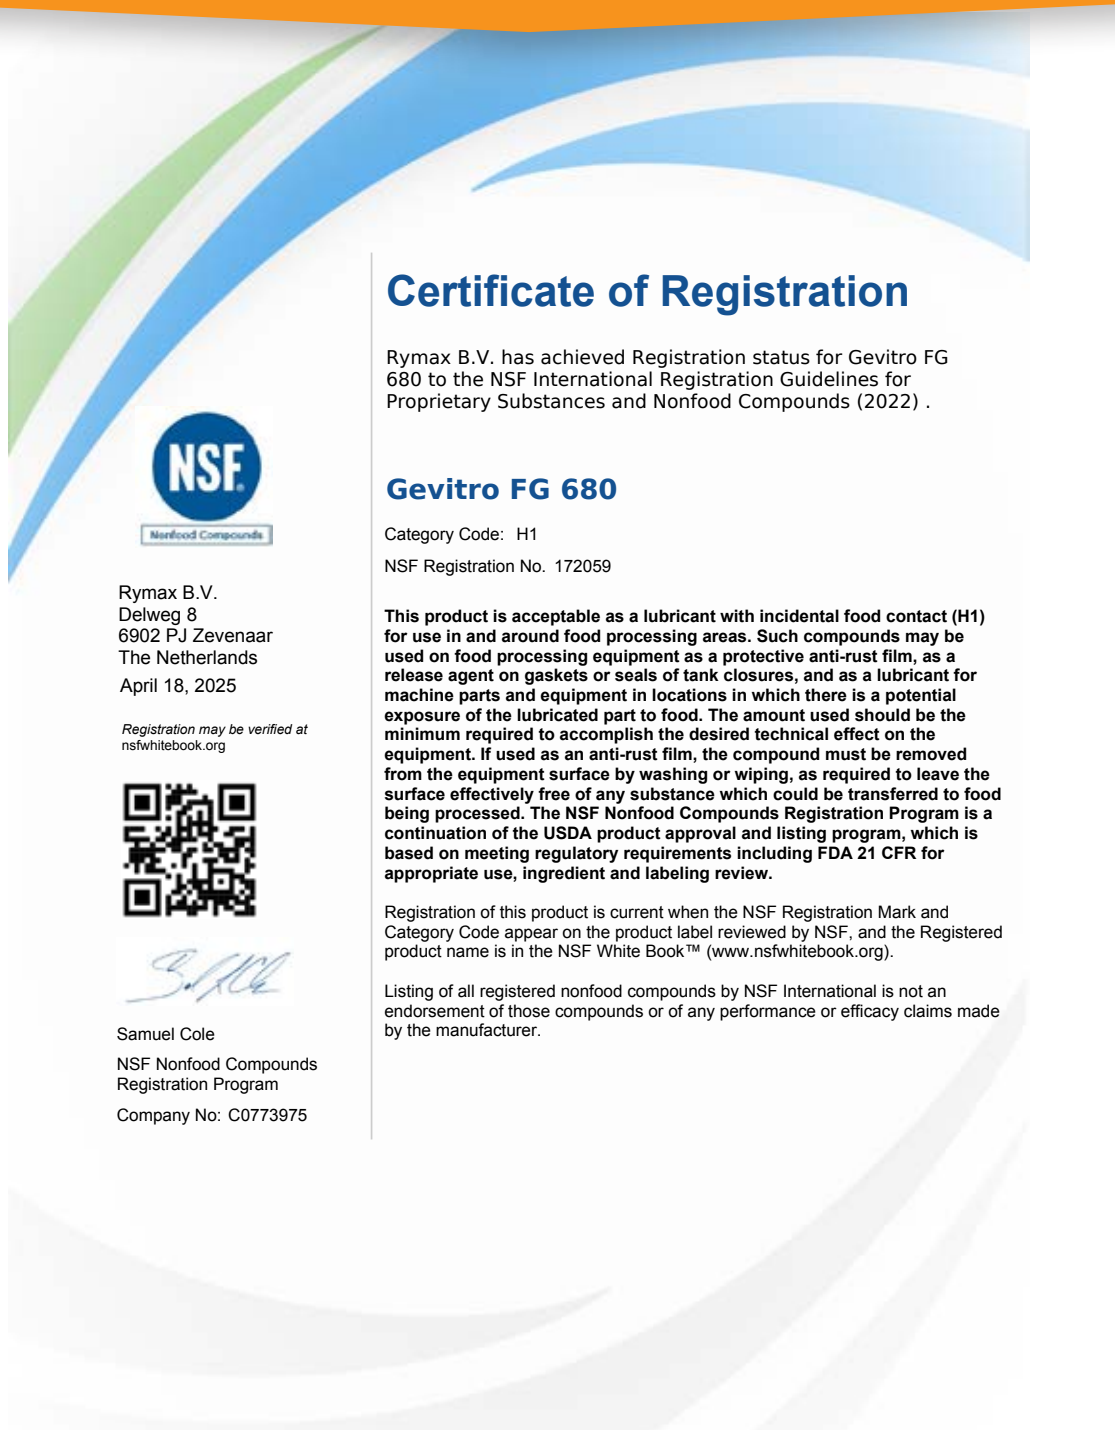 Certificate of Registration
Rymax B.V. has achieved Registration status for Gevitro FG
680 to the NSF International Registration Guidelines for
Proprietary Substances and Nonfood Compounds (2022) .
NSF.
Nonfood Compounds
Rymax B.V.
Delweg 8
6902 PJ Zevenaar
The Netherlands
April 18, 2025
Registration may be verified at
nsfwhitebook.org
Samuel Cole
NSF Nonfood Compounds
Registration Program
Company No: C0773975
Gevitro FG 680
Category Code: H1
NSF Registration No. 172059
This product is acceptable as a lubricant with incidental food contact (H1)
for use in and around food processing areas. Such compounds may be
used on food processing equipment as a protective anti-rust film, as a
release agent on gaskets or seals of tank closures, and as a lubricant for
machine parts and equipment in locations in which there is a potential
exposure of the lubricated part to food. The amount used should be the
minimum required to accomplish the desired technical effect on the
equipment. If used as an anti-rust film, the compound must be removed
from the equipment surface by washing or wiping, as required to leave the
surface effectively free of any substance which could be transferred to food
being processed. The NSF Nonfood Compounds Registration Program is a
continuation of the USDA product approval and listing program, which is
based on meeting regulatory requirements including FDA 21 CFR for
appropriate use, ingredient and labeling review.
Registration of this product is current when the NSF Registration Mark and
Category Code appear on the product label reviewed by NSF, and the Registered
product name is in the NSF White Book™ (www.nsfwhitebook.org).
Listing of all registered nonfood compounds by NSF International is not an
endorsement of those compounds or of any performance or efficacy claims made
by the manufacturer.